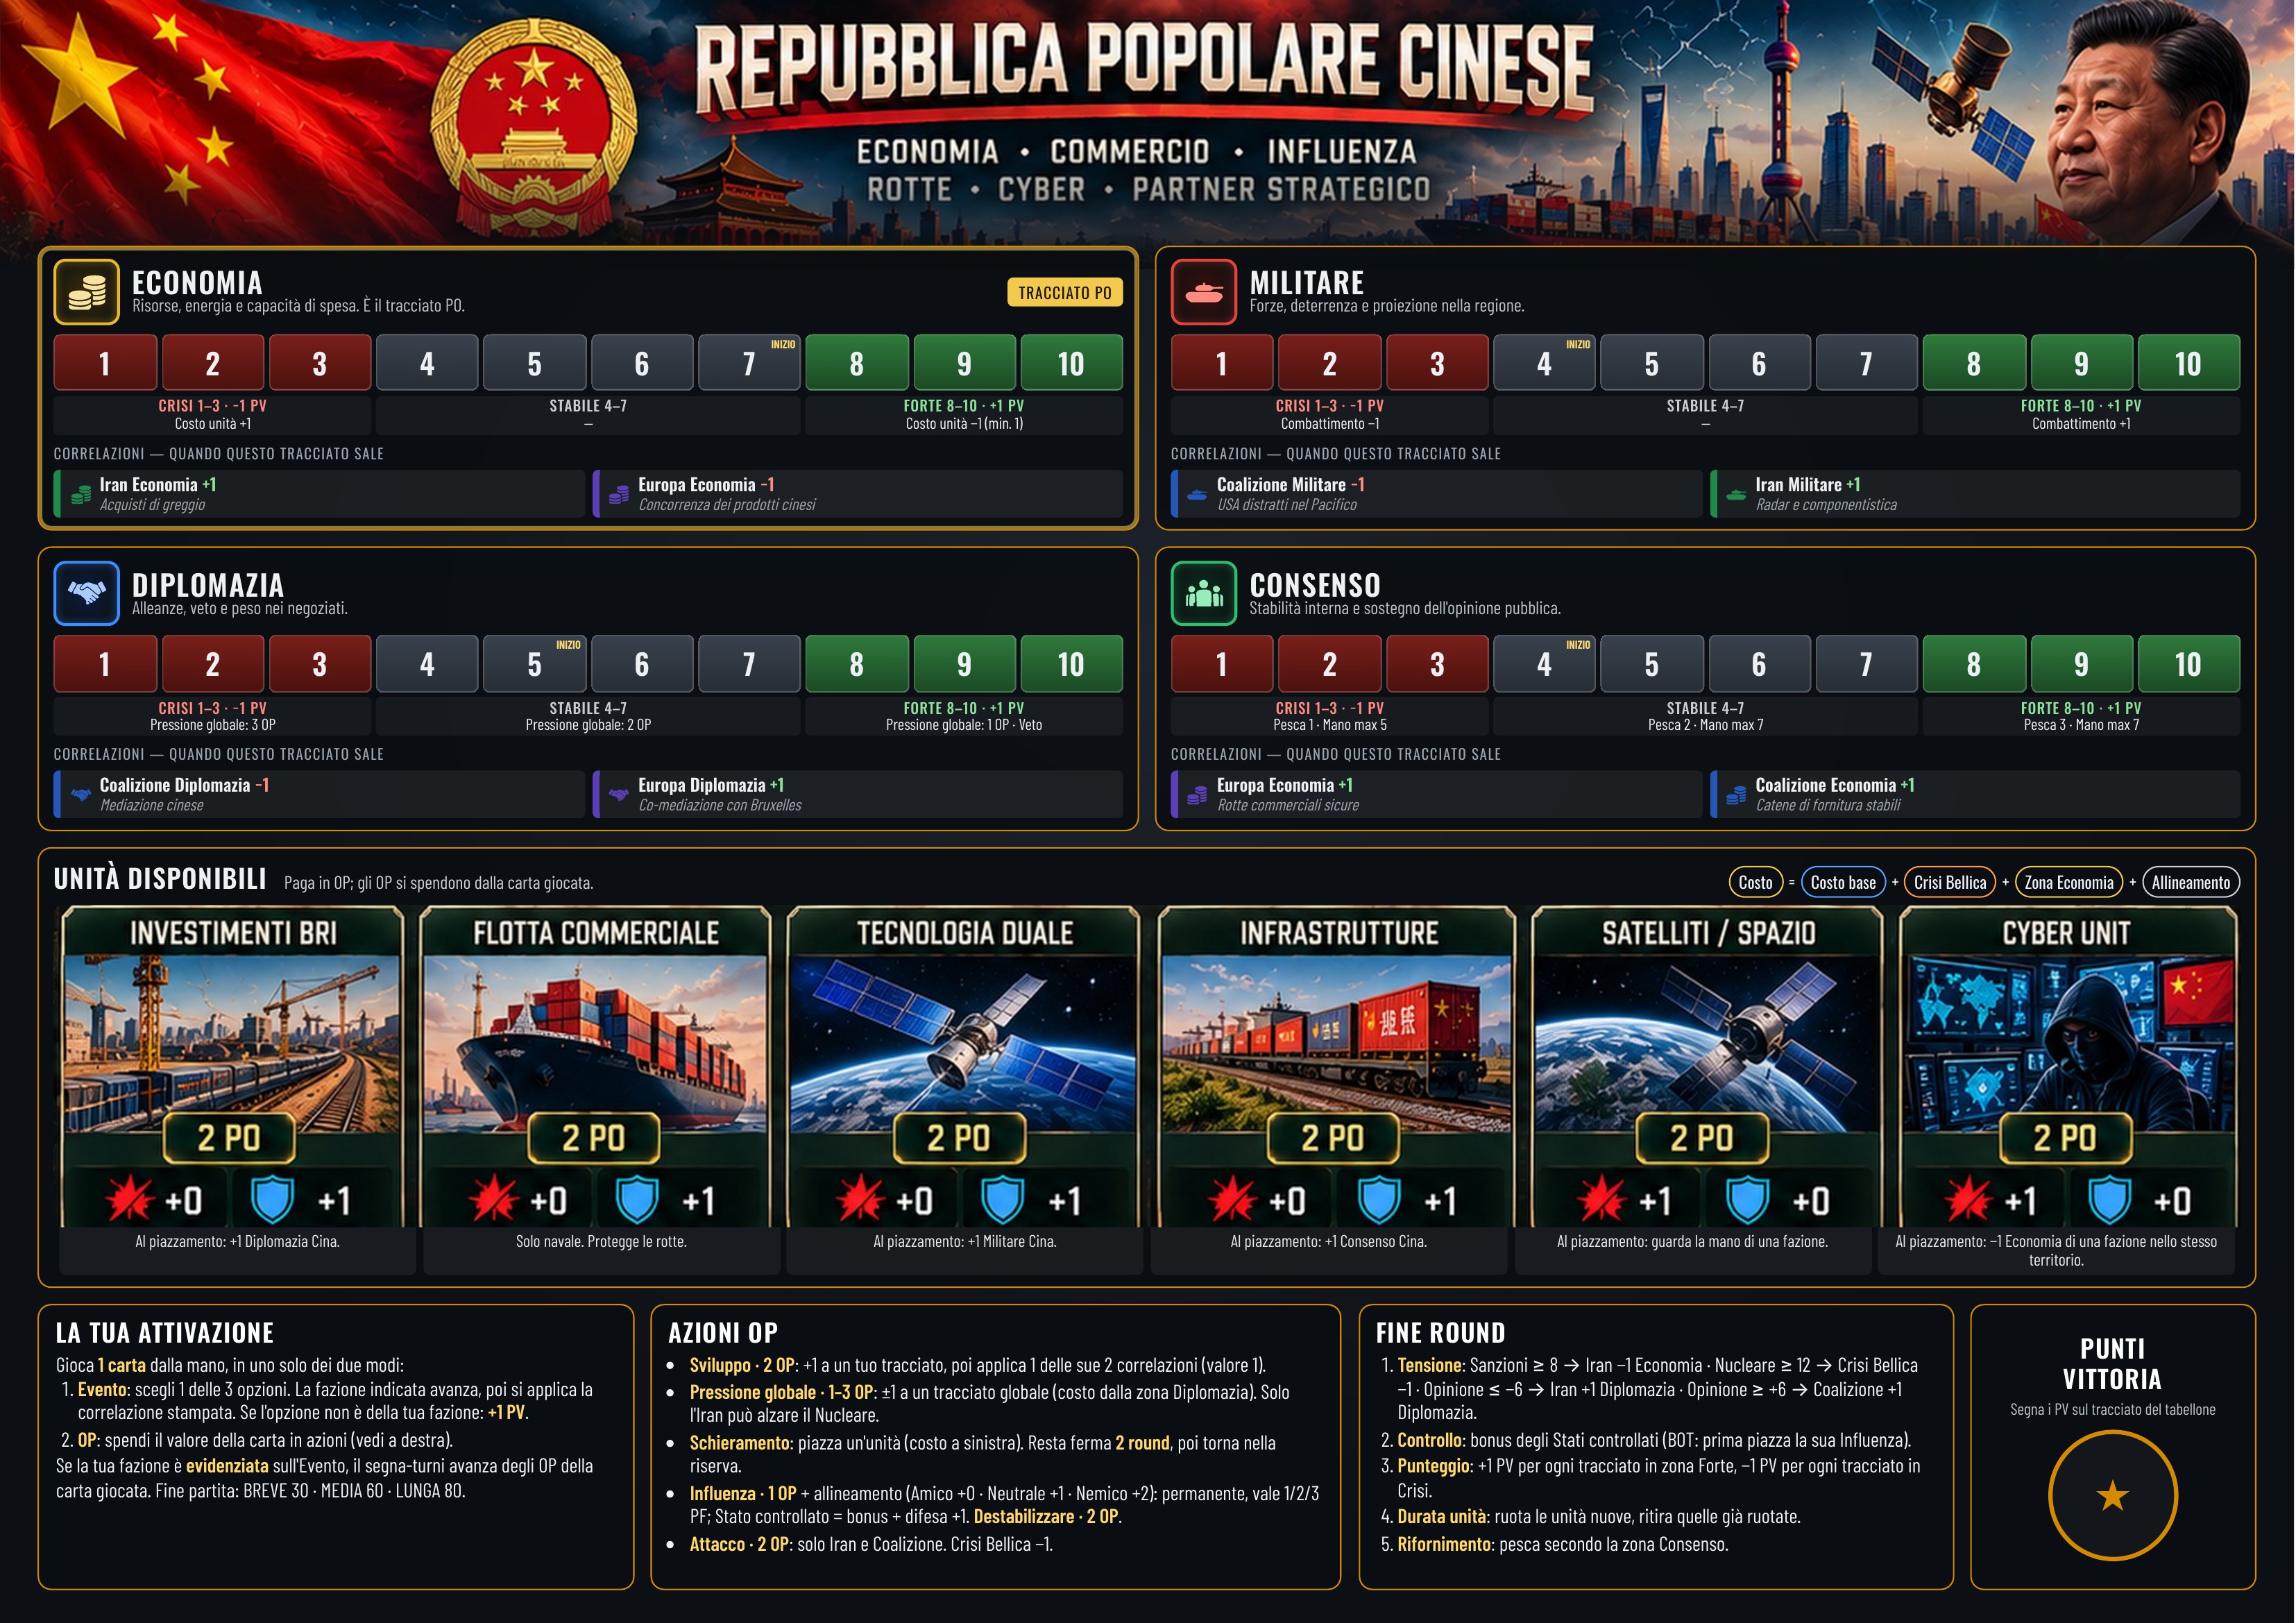 REPUBBLICA POPOLARE CINESE
ECONOMIA • COMMERCIO • INFLUENZA
ROTTE • CYBER • PARTNER STRATEGICO
ECONOMIA
Risorse, energia e capacità di spesa. È il tracciato PO.
TRACCIATO PO
1 2 3 4 5 6 7 INIZIO 8 9 10
CRISI 1–3 · −1 PV
Costo unità +1
STABILE 4–7
—
FORTE 8–10 · +1 PV
Costo unità −1 (min. 1)
CORRELAZIONI — QUANDO QUESTO TRACCIATO SALE
Iran Economia +1
Acquisti di greggio
Europa Economia −1
Concorrenza dei prodotti cinesi
MILITARE
Forze, deterrenza e proiezione nella regione.
1 2 3 4 INIZIO 5 6 7 8 9 10
CRISI 1–3 · −1 PV
Combattimento −1
STABILE 4–7
—
FORTE 8–10 · +1 PV
Combattimento +1
CORRELAZIONI — QUANDO QUESTO TRACCIATO SALE
Coalizione Militare −1
USA distratti nel Pacifico
Iran Militare +1
Radar e componentistica
DIPLOMAZIA
Alleanze, veto e peso nei negoziati.
1 2 3 4 5 INIZIO 6 7 8 9 10
CRISI 1–3 · −1 PV
Pressione globale: 3 OP
STABILE 4–7
Pressione globale: 2 OP
FORTE 8–10 · +1 PV
Pressione globale: 1 OP · Veto
CORRELAZIONI — QUANDO QUESTO TRACCIATO SALE
Coalizione Diplomazia −1
Mediazione cinese
Europa Diplomazia +1
Co-mediazione con Bruxelles
CONSENSO
Stabilità interna e sostegno dell'opinione pubblica.
1 2 3 4 INIZIO 5 6 7 8 9 10
CRISI 1–3 · −1 PV
Pesca 1 · Mano max 5
STABILE 4–7
Pesca 2 · Mano max 7
FORTE 8–10 · +1 PV
Pesca 3 · Mano max 7
CORRELAZIONI — QUANDO QUESTO TRACCIATO SALE
Europa Economia +1
Rotte commerciali sicure
Coalizione Economia +1
Catene di fornitura stabili
UNITÀ DISPONIBILI Paga in OP; gli OP si spendono dalla carta giocata.
Costo = Costo base + Crisi Bellica + Zona Economia + Allineamento
INVESTIMENTI BRI
2 PO
+0 +1
Al piazzamento: +1 Diplomazia Cina.
FLOTTA COMMERCIALE
2 PO
+0 +1
Solo navale. Protegge le rotte.
TECNOLOGIA DUALE
2 PO
+0 +1
Al piazzamento: +1 Militare Cina.
INFRASTRUTTURE
2 PO
+0 +1
Al piazzamento: +1 Consenso Cina.
SATELLITI / SPAZIO
2 PO
+1 +0
Al piazzamento: guarda la mano di una fazione.
CYBER UNIT
2 PO
+1 +0
Al piazzamento: −1 Economia di una fazione nello stesso
territorio.
LA TUA ATTIVAZIONE
Gioca 1 carta dalla mano, in uno solo dei due modi:
1. Evento: scegli 1 delle 3 opzioni. La fazione indicata avanza, poi si applica la
correlazione stampata. Se l'opzione non è della tua fazione: +1 PV.
2. OP: spendi il valore della carta in azioni (vedi a destra).
Se la tua fazione è evidenziata sull'Evento, il segna-turni avanza degli OP della
carta giocata. Fine partita: BREVE 30 · MEDIA 60 · LUNGA 80.
AZIONI OP
• Sviluppo · 2 OP: +1 a un tuo tracciato, poi applica 1 delle sue 2 correlazioni (valore 1).
• Pressione globale · 1–3 OP: ±1 a un tracciato globale (costo dalla zona Diplomazia). Solo
l'Iran può alzare il Nucleare.
• Schieramento: piazza un'unità (costo a sinistra). Resta ferma 2 round, poi torna nella
riserva.
• Influenza · 1 OP + allineamento (Amico +0 · Neutrale +1 · Nemico +2): permanente, vale 1/2/3
PF; Stato controllato = bonus + difesa +1. Destabilizzare · 2 OP.
• Attacco · 2 OP: solo Iran e Coalizione. Crisi Bellica −1.
FINE ROUND
1. Tensione: Sanzioni ≥ 8 → Iran −1 Economia · Nucleare ≥ 12 → Crisi Bellica
−1 · Opinione ≤ −6 → Iran +1 Diplomazia · Opinione ≥ +6 → Coalizione +1
Diplomazia.
2. Controllo: bonus degli Stati controllati (BOT: prima piazza la sua Influenza).
3. Punteggio: +1 PV per ogni tracciato in zona Forte, −1 PV per ogni tracciato in
Crisi.
4. Durata unità: ruota le unità nuove, ritira quelle già ruotate.
5. Rifornimento: pesca secondo la zona Consenso.
PUNTI
VITTORIA
Segna i PV sul tracciato del tabellone